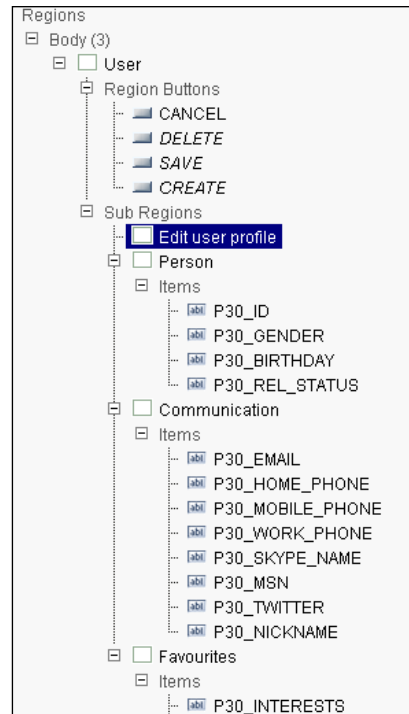 Regions
Body (3)
User
Region Buttons
CANCEL
DELETE
SAVE
CREATE
Sub Regions
Edit user profile
Person
Items
P30_ID
P30_GENDER
P30_BIRTHDAY
P30_REL_STATUS
Communication
Items
P30_EMAIL
P30_HOME_PHONE
P30_MOBILE_PHONE
P30_WORK_PHONE
P30_SKYPE_NAME
P30_MSN
P30_TWITTER
P30_NICKNAME
Favourites
Items
P30_INTERESTS